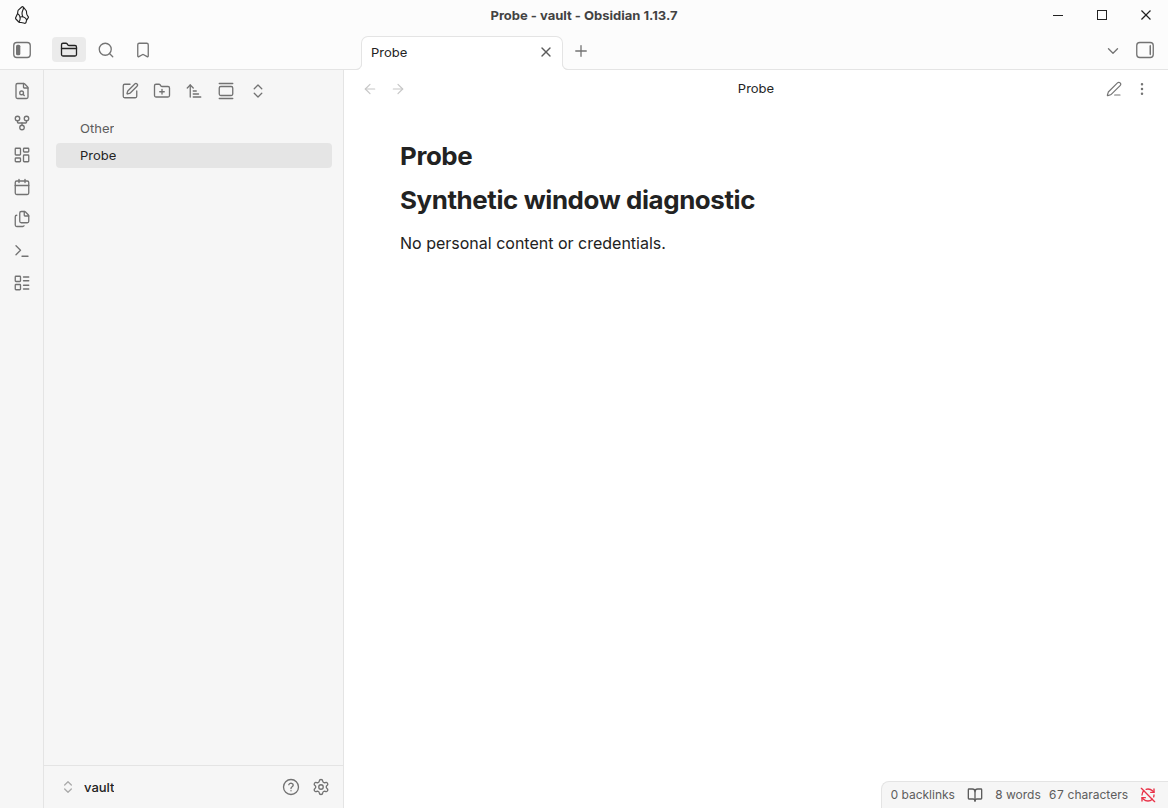 Probe - vault - Obsidian 1.13.7
Probe
Probe
Other
Probe
Probe
Synthetic window diagnostic
No personal content or credentials.
vault
0 backlinks 8 words 67 characters